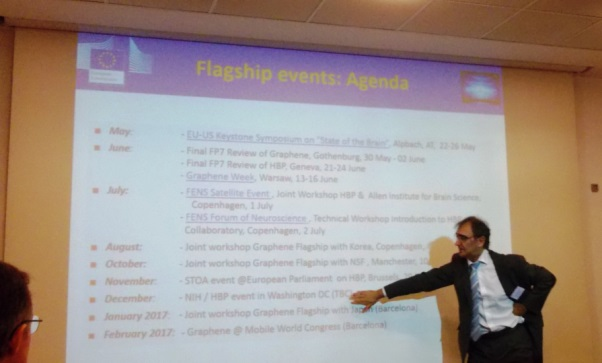 Flagship events: Agenda
May: - EU-US Keystone Symposium on "State of the Brain", Alpbach, AT, 22-26 May
June: - Final FP7 Review of Graphene, Gothenburg, 30 May - 02 June
- Final FP7 Review of HBP, Geneva, 21-24 June
- Graphene Week, Warsaw, 13-16 June
July: - FENS Satellite Event, Joint Workshop HBP & Allen Institute for Brain Science,
Copenhagen, 1 July
- FENS Forum of Neuroscience, Technical Workshop Introduction to HBP
Collaboratory, Copenhagen, 2 July
August: - Joint workshop Graphene Flagship with Korea, Copenhagen,
October: - Joint workshop Graphene Flagship with NSF, Manchester,
November: - STOA event @European Parliament on HBP, Brussels,
December: - NIH / HBP event in Washington DC (TBC)
January 2017: - Joint workshop Graphene Flagship with Japan (Barcelona)
February 2017: - Graphene @ Mobile World Congress (Barcelona)